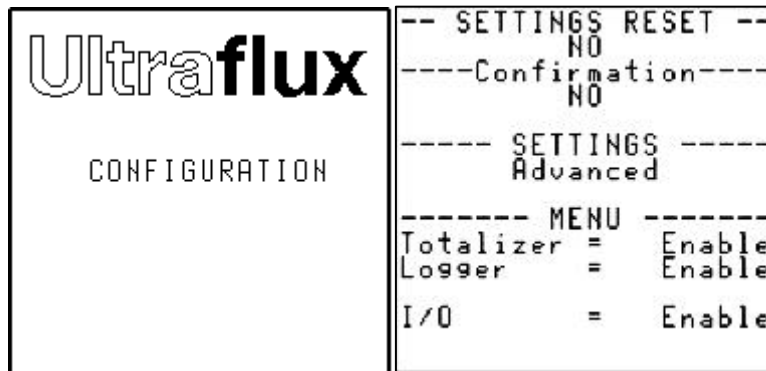 Ultraflux
CONFIGURATION
-- SETTINGS RESET --
NO
----Confirmation----
NO
----- SETTINGS -----
Advanced
------- MENU -------
Totalizer = Enable
Logger = Enable
I/O = Enable